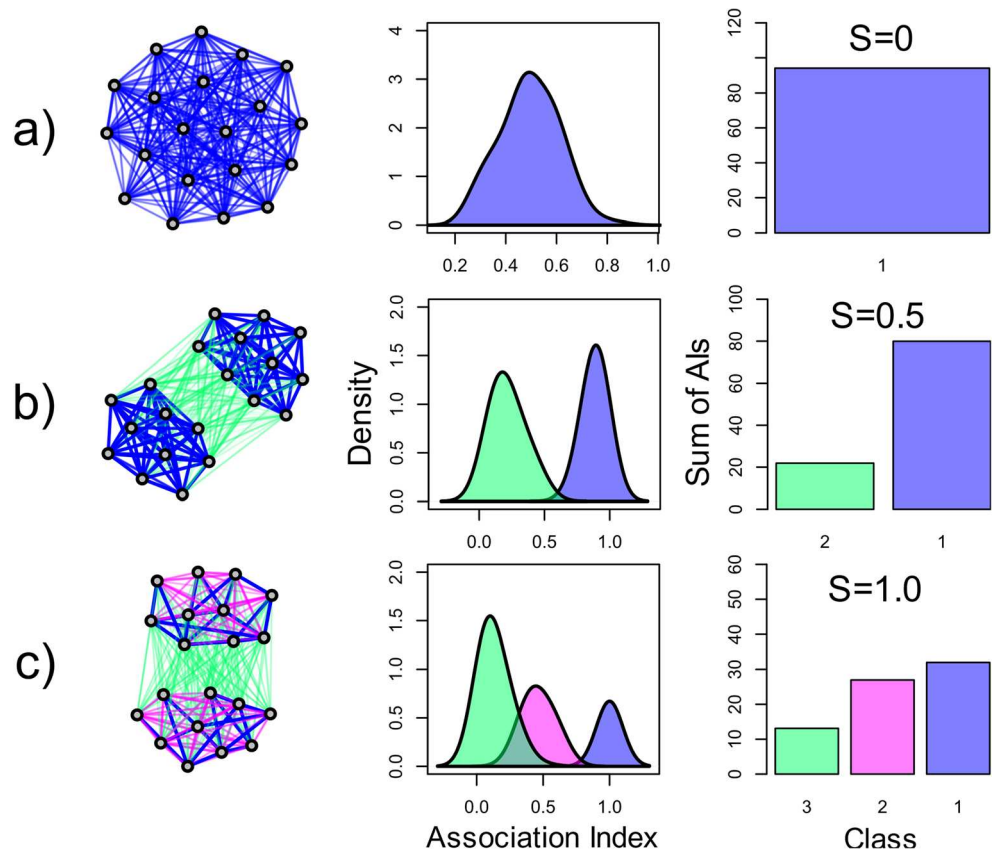 a)
0
1
2
3
4
0.2 0.4 0.6 0.8 1.0
0 20 40 60 80 120
S=0
1
b)
Density
0.0 0.5 1.0 1.5 2.0
0.0 0.5 1.0
Sum of AIs
0 20 40 60 80 100
S=0.5
2 1
c)
0.0 0.5 1.0 1.5 2.0
0.0 0.5 1.0
Association Index
0 10 20 30 40 50 60
S=1.0
3 2 1
Class